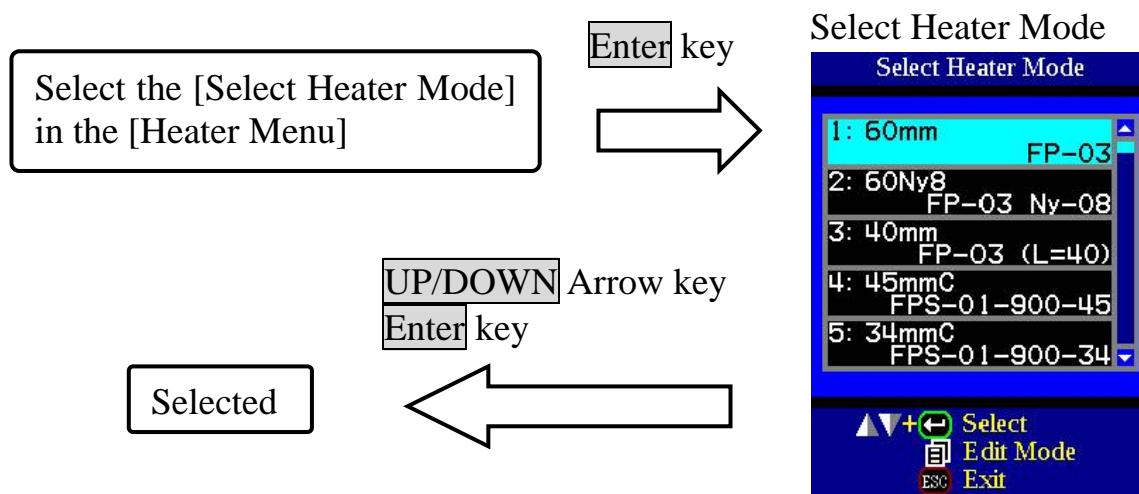 Select the [Select Heater Mode]
in the [Heater Menu]
Enter key
Select Heater Mode
Select Heater Mode
1: 60mm
FP-03
2: 60Ny8
FP-03 Ny-08
3: 40mm
FP-03 (L=40)
4: 45mmC
FPS-01-900-45
5: 34mmC
FPS-01-900-34
+ Select
Edit Mode
ESC Exit
UP/DOWN Arrow key
Enter key
Selected